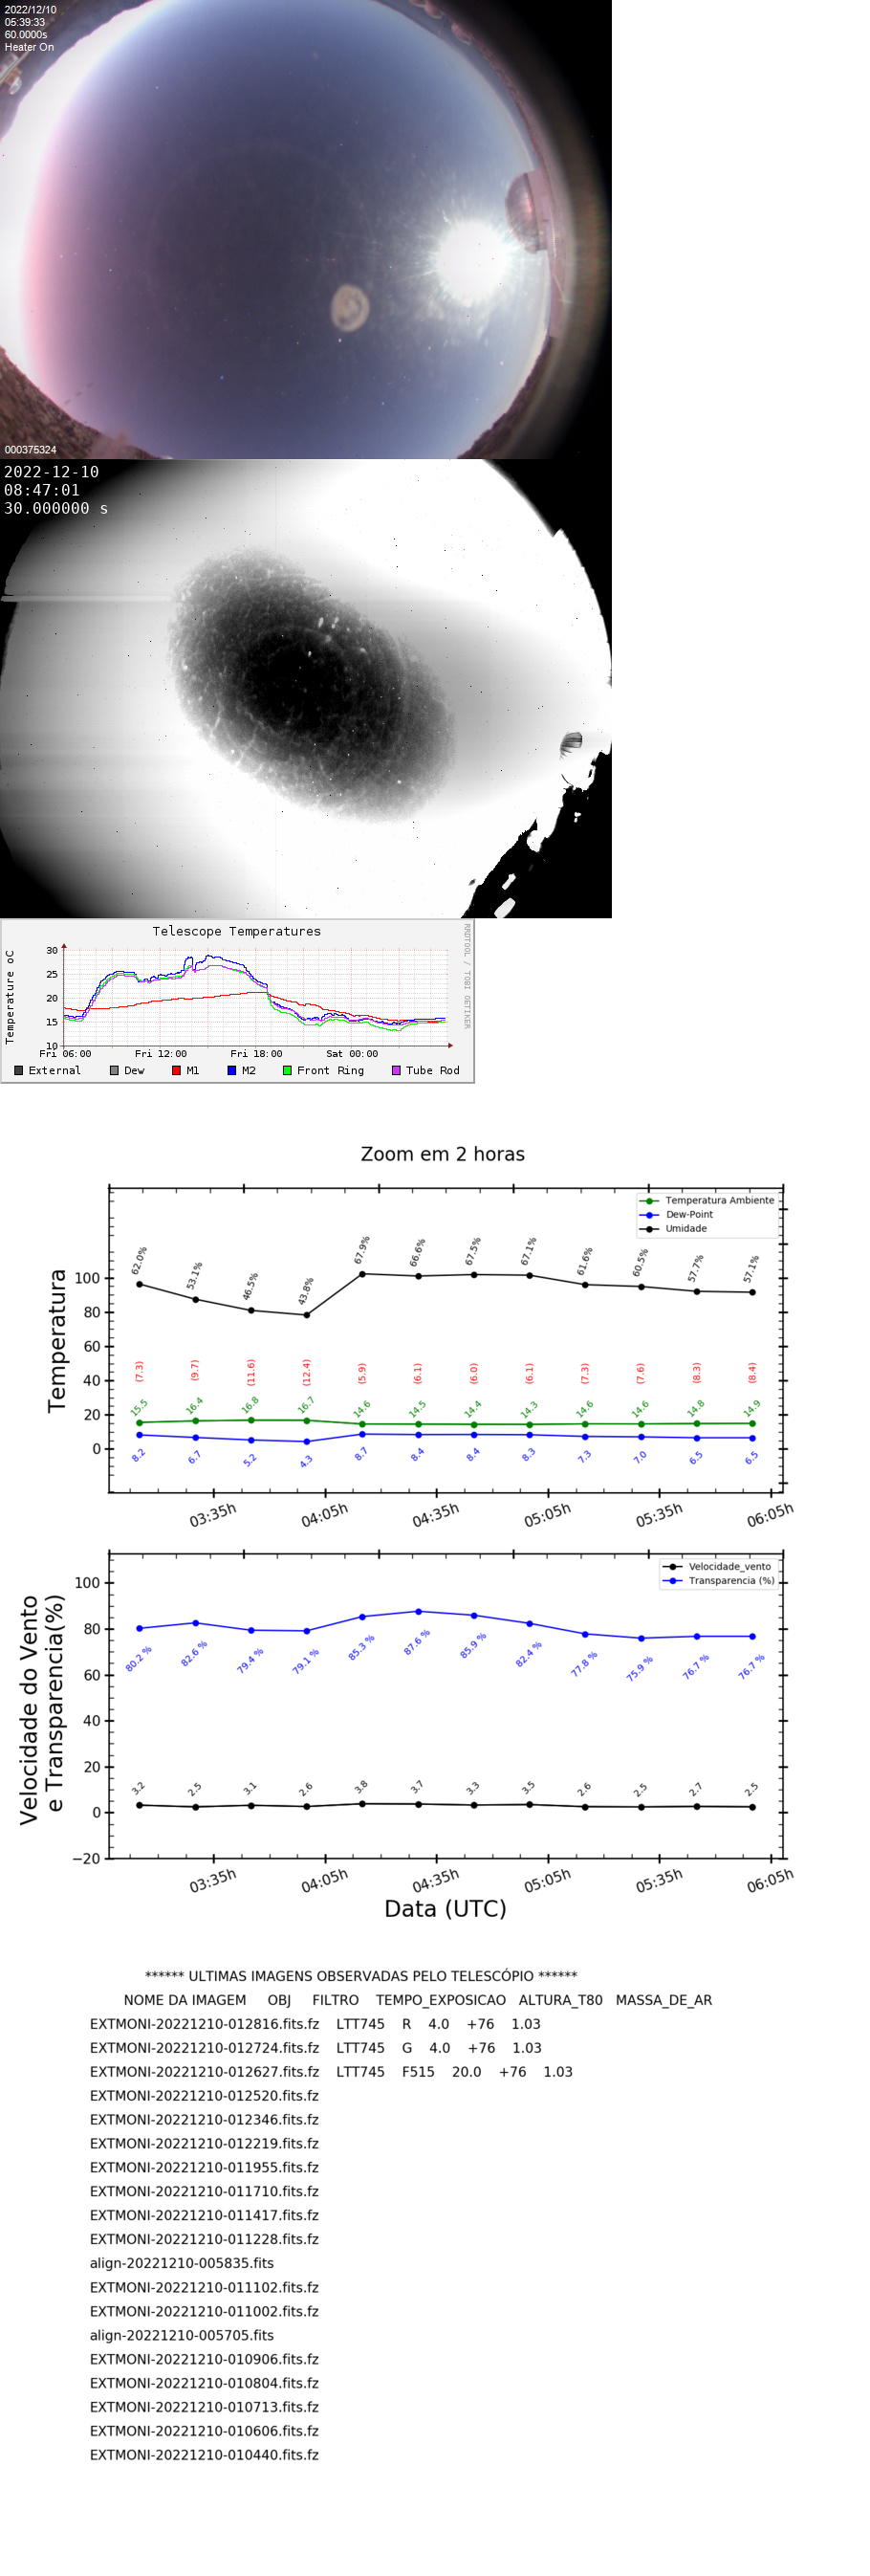 2022/12/10
05:39:33
60.0000s
Heater On
000375324
2022-12-10
08:47:01
30.000000 s
Telescope Temperatures
Temperature oC
30
25
20
15
10
Fri 06:00 Fri 12:00 Fri 18:00 Sat 00:00
External Dew M1 M2 Front Ring Tube Rod
RRDTOOL / TOBI OETIKER
Zoom em 2 horas
Temperatura Ambiente
Dew-Point
Umidade
Temperatura
100
80
60
40
20
0
62.0% 53.1% 46.5% 43.8% 67.9% 66.6% 67.5% 67.1% 61.6% 60.5% 57.7% 57.1%
(7.3) (9.7) (11.6) (12.4) (5.9) (6.1) (6.0) (6.1) (7.3) (7.6) (8.3) (8.4)
15.5 16.4 16.8 16.7 14.6 14.5 14.4 14.3 14.6 14.6 14.8 14.9
8.2 6.7 5.2 4.3 8.7 8.4 8.4 8.3 7.3 7.0 6.5 6.5
03:35h 04:05h 04:35h 05:05h 05:35h 06:05h
Velocidade_vento
Transparencia (%)
Velocidade do Vento
e Transparencia(%)
100
80
60
40
20
0
−20
80.2 % 82.6 % 79.4 % 79.1 % 85.3 % 87.6 % 85.9 % 82.4 % 77.8 % 75.9 % 76.7 % 76.7 %
3.2 2.5 3.1 2.6 3.8 3.7 3.3 3.5 2.6 2.5 2.7 2.5
03:35h 04:05h 04:35h 05:05h 05:35h 06:05h
Data (UTC)
****** ULTIMAS IMAGENS OBSERVADAS PELO TELESCÓPIO ******
NOME DA IMAGEM OBJ FILTRO TEMPO_EXPOSICAO ALTURA_T80 MASSA_DE_AR
EXTMONI-20221210-012816.fits.fz LTT745 R 4.0 +76 1.03
EXTMONI-20221210-012724.fits.fz LTT745 G 4.0 +76 1.03
EXTMONI-20221210-012627.fits.fz LTT745 F515 20.0 +76 1.03
EXTMONI-20221210-012520.fits.fz
EXTMONI-20221210-012346.fits.fz
EXTMONI-20221210-012219.fits.fz
EXTMONI-20221210-011955.fits.fz
EXTMONI-20221210-011710.fits.fz
EXTMONI-20221210-011417.fits.fz
EXTMONI-20221210-011228.fits.fz
align-20221210-005835.fits
EXTMONI-20221210-011102.fits.fz
EXTMONI-20221210-011002.fits.fz
align-20221210-005705.fits
EXTMONI-20221210-010906.fits.fz
EXTMONI-20221210-010804.fits.fz
EXTMONI-20221210-010713.fits.fz
EXTMONI-20221210-010606.fits.fz
EXTMONI-20221210-010440.fits.fz